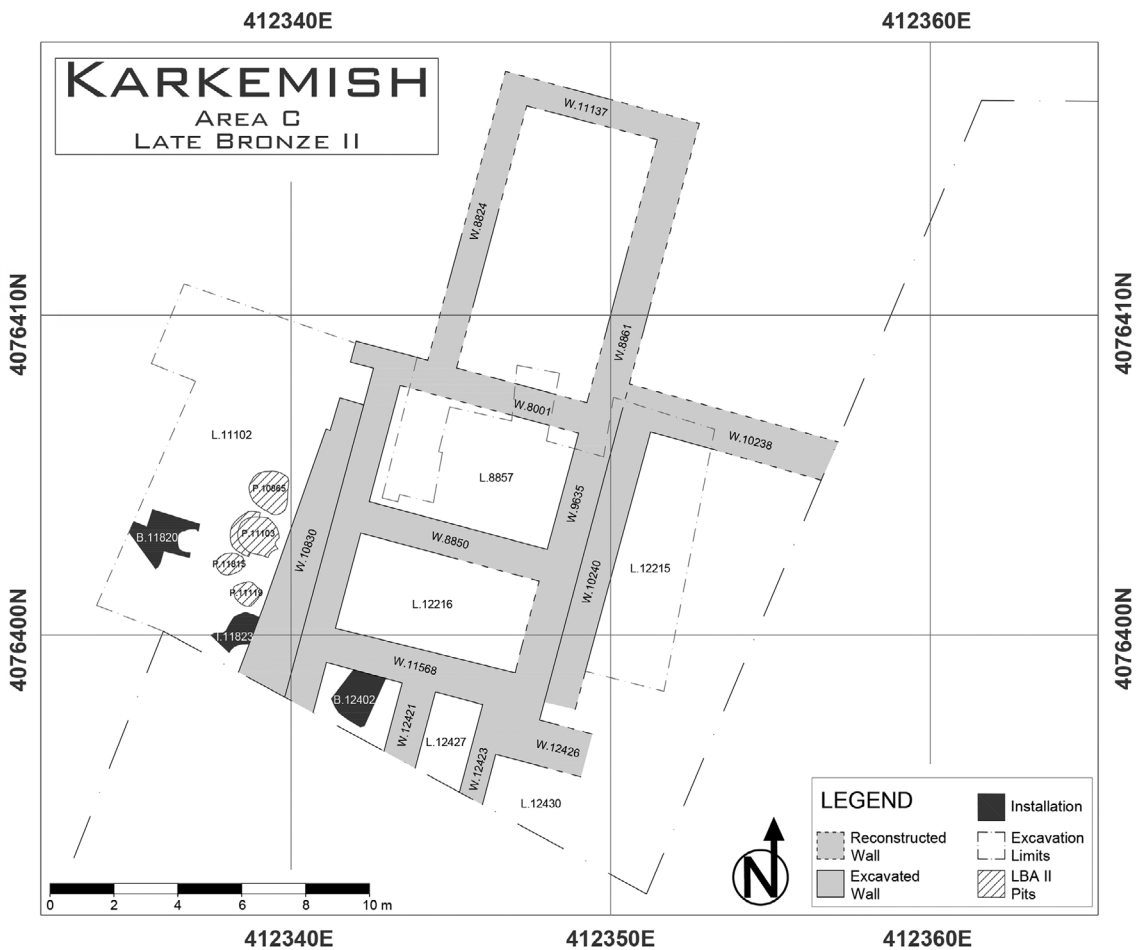 412340E
412360E
KARKEMISH
AREA C
LATE BRONZE II
W.11137
W.8824
4076410N
4076410N
W.8861
W.8001
L.11102
W.10238
L.8857
P.10865
W.9635
P.11103
B.11820
W.8850
W.10830
P.11815
L.12215
W.10240
P.11119
L.12216
4076400N
4076400N
I.11823
W.11568
B.12402
W.12421
L.12427
W.12426
W.12423
L.12430
LEGEND
Installation
Reconstructed
Wall
Excavation
Limits
Excavated
Wall
LBA II
Pits
N
0 2 4 6 8 10 m
412340E
412350E
412360E